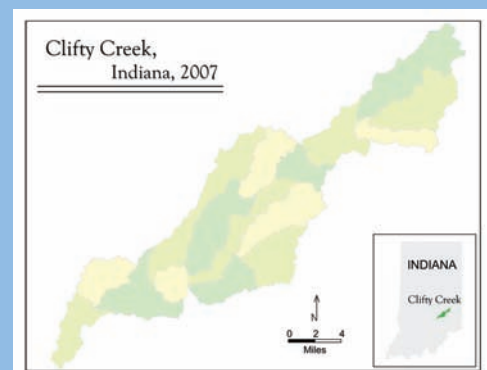 Clifty Creek,
Indiana, 2007
INDIANA
Clifty Creek
N
0 2 4
Miles